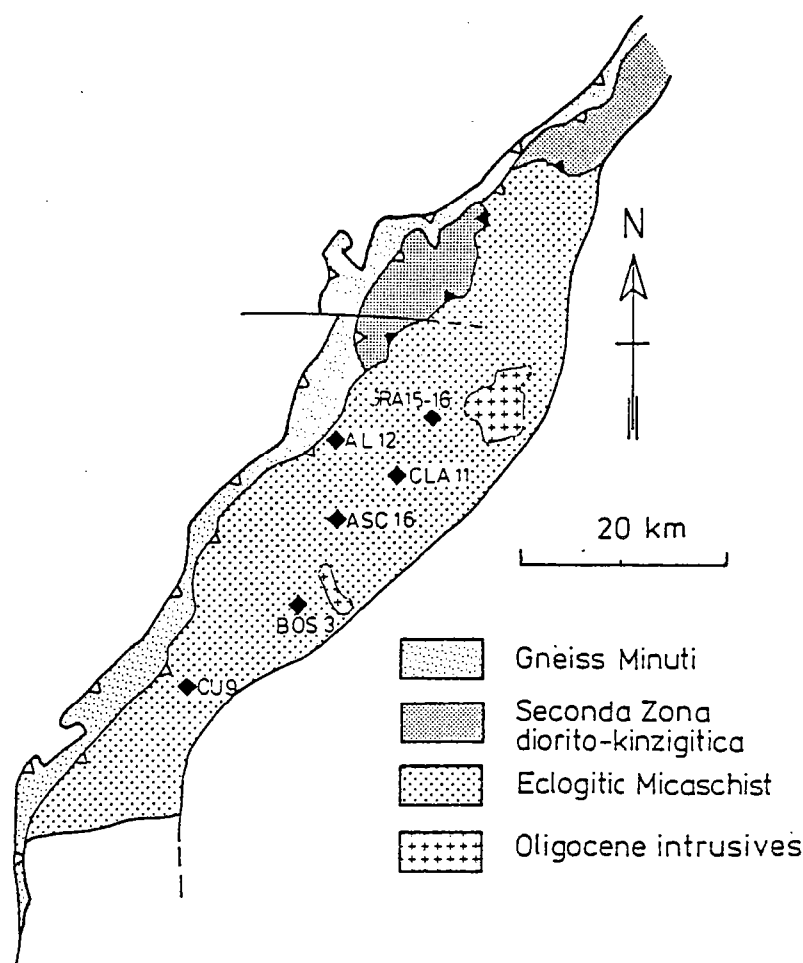 N
GRA15-16
AL 12
CLA 11
ASC 16
20 km
BOS 3
CU9
Gneiss Minuti
Seconda Zona
diorito-kinzigitica
Eclogitic Micaschist
Oligocene intrusives